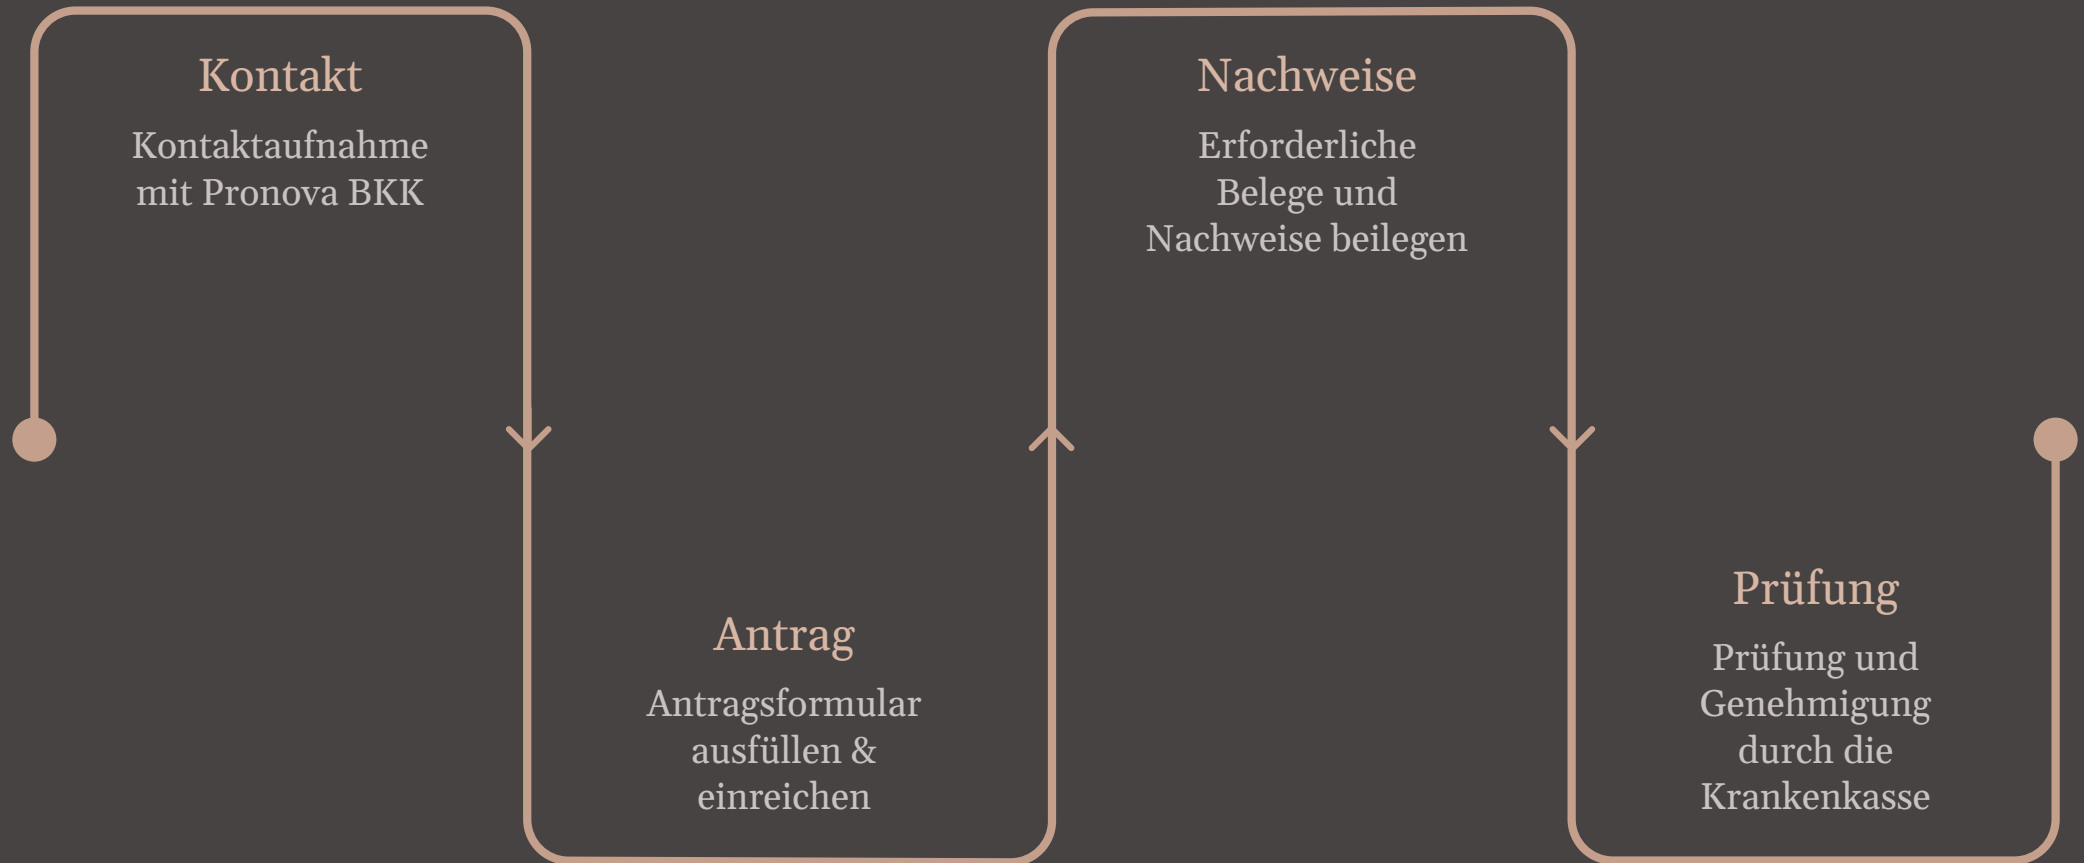 Kontakt
Kontaktaufnahme
mit Pronova BKK
Antrag
Antragsformular
ausfüllen &
einreichen
Nachweise
Erforderliche
Belege und
Nachweise beilegen
Prüfung
Prüfung und
Genehmigung
durch die
Krankenkasse